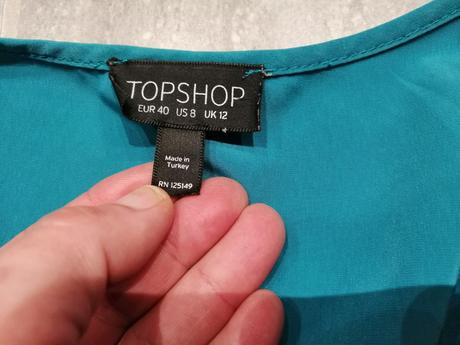 TOPSHOP
EUR 40 US 8 UK 12
Made in
Turkey
RN 125149